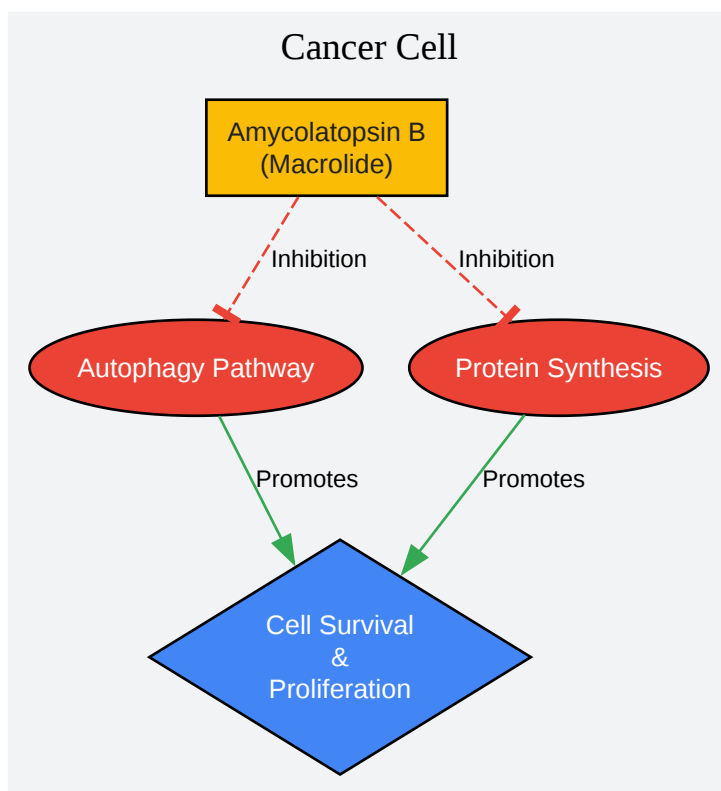 Cancer Cell
Amycolatopsin B
(Macrolide)
Inhibition
Inhibition
Autophagy Pathway
Protein Synthesis
Promotes
Promotes
Cell Survival
&
Proliferation